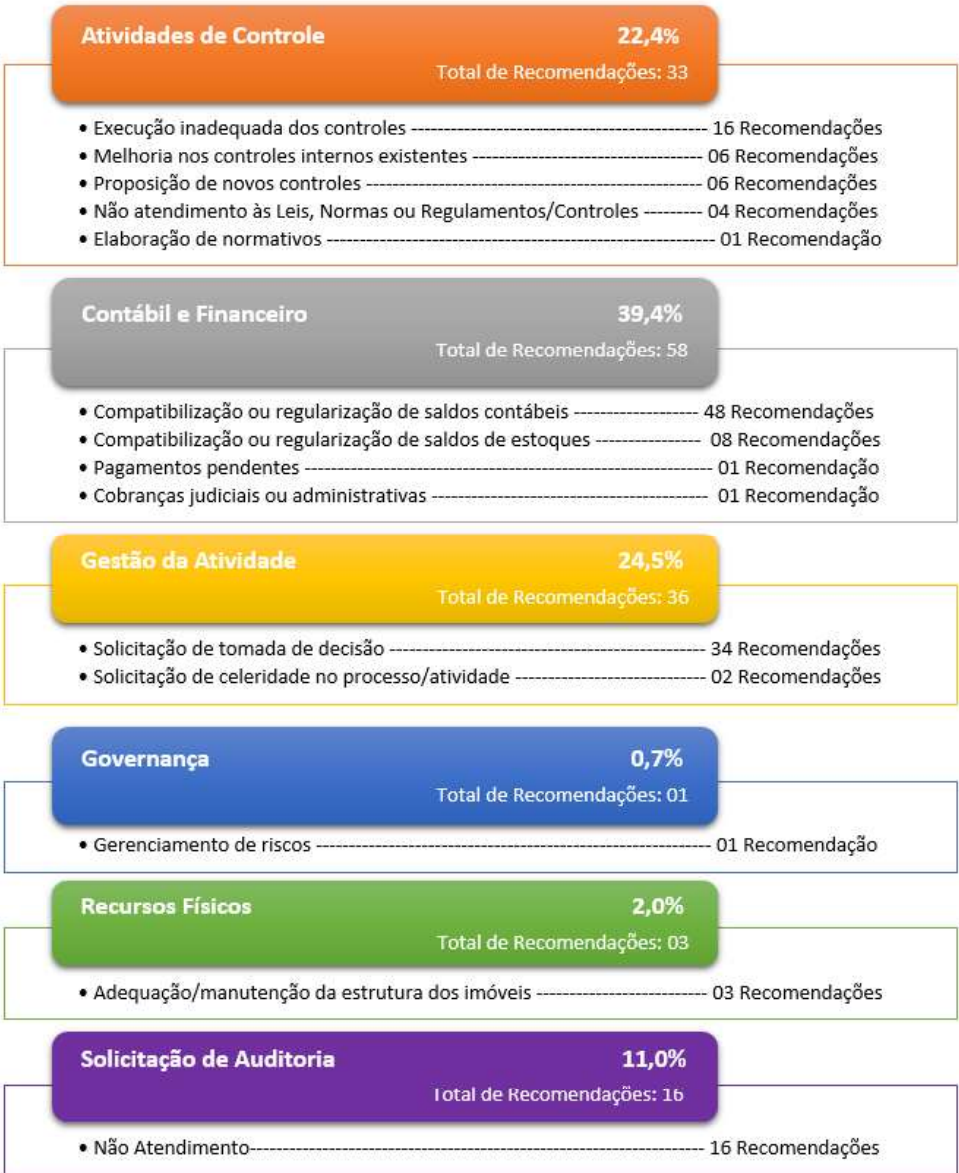 Atividades de Controle 22,4%
Total de Recomendações: 33
• Execução inadequada dos controles --------------------------------------------- 16 Recomendações
• Melhoria nos controles internos existentes ----------------------------------- 06 Recomendações
• Proposição de novos controles --------------------------------------------------- 06 Recomendações
• Não atendimento às Leis, Normas ou Regulamentos/Controles --------- 04 Recomendações
• Elaboração de normativos ----------------------------------------------------------- 01 Recomendação
Contábil e Financeiro 39,4%
Total de Recomendações: 58
• Compatibilização ou regularização de saldos contábeis ------------------- 48 Recomendações
• Compatibilização ou regularização de saldos de estoques ---------------- 08 Recomendações
• Pagamentos pendentes -------------------------------------------------------------- 01 Recomendação
• Cobranças judiciais ou administrativas ------------------------------------------ 01 Recomendação
Gestão da Atividade 24,5%
Total de Recomendações: 36
• Solicitação de tomada de decisão ------------------------------------------------ 34 Recomendações
• Solicitação de celeridade no processo/atividade ----------------------------- 02 Recomendações
Governança 0,7%
Total de Recomendações: 01
• Gerenciamento de riscos ------------------------------------------------------------ 01 Recomendação
Recursos Físicos 2,0%
Total de Recomendações: 03
• Adequação/manutenção da estrutura dos imóveis -------------------------- 03 Recomendações
Solicitação de Auditoria 11,0%
Total de Recomendações: 16
• Não Atendimento--------------------------------------------------------------------- 16 Recomendações